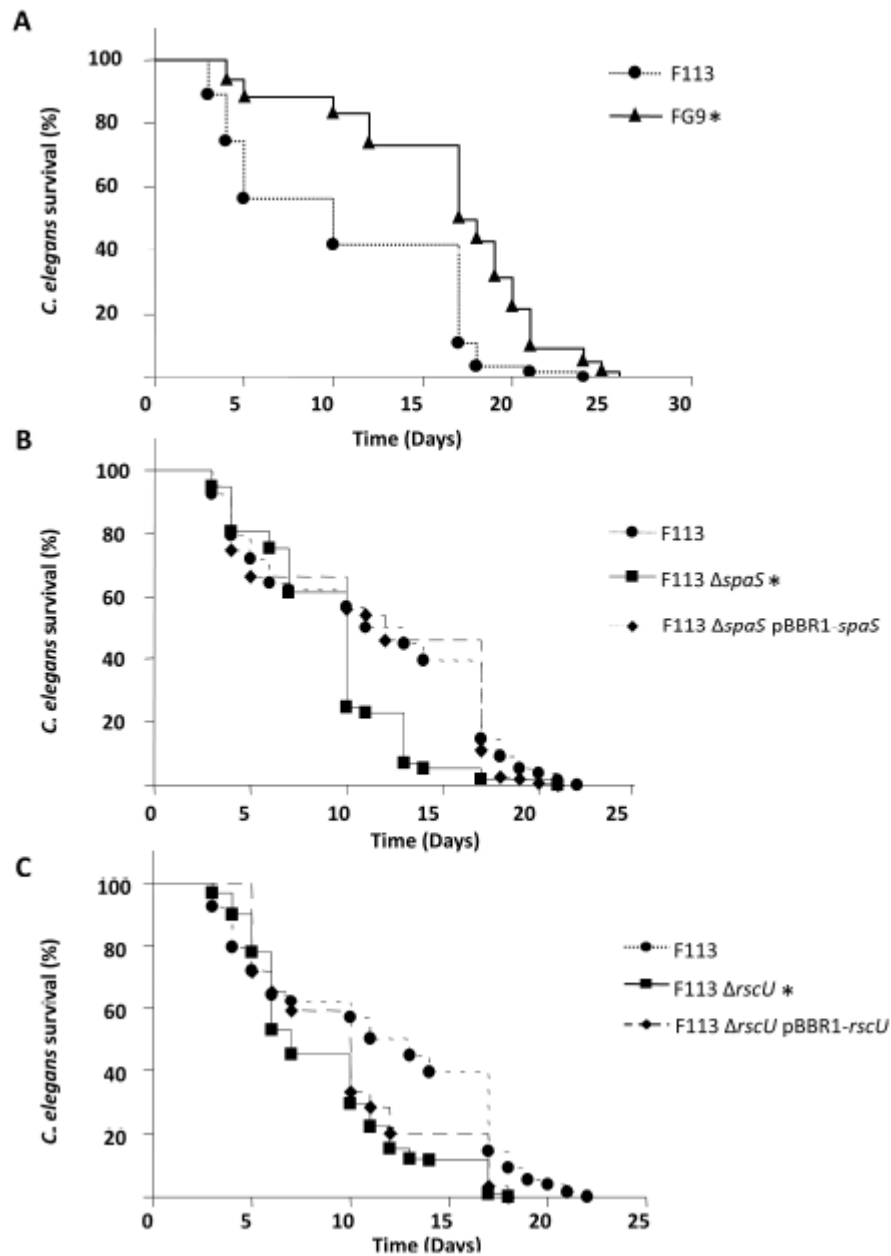 A
C. elegans survival (%)
100
80
60
40
20
0 5 10 15 20 25 30
Time (Days)
F113
FG9 *
B
C. elegans survival (%)
100
80
60
40
20
0 5 10 15 20 25
Time (Days)
F113
F113 ΔspaS *
F113 ΔspaS pBBR1-spaS
C
C. elegans survival (%)
100
80
60
40
20
0 5 10 15 20 25
Time (Days)
F113
F113 ΔrscU *
F113 ΔrscU pBBR1-rscU